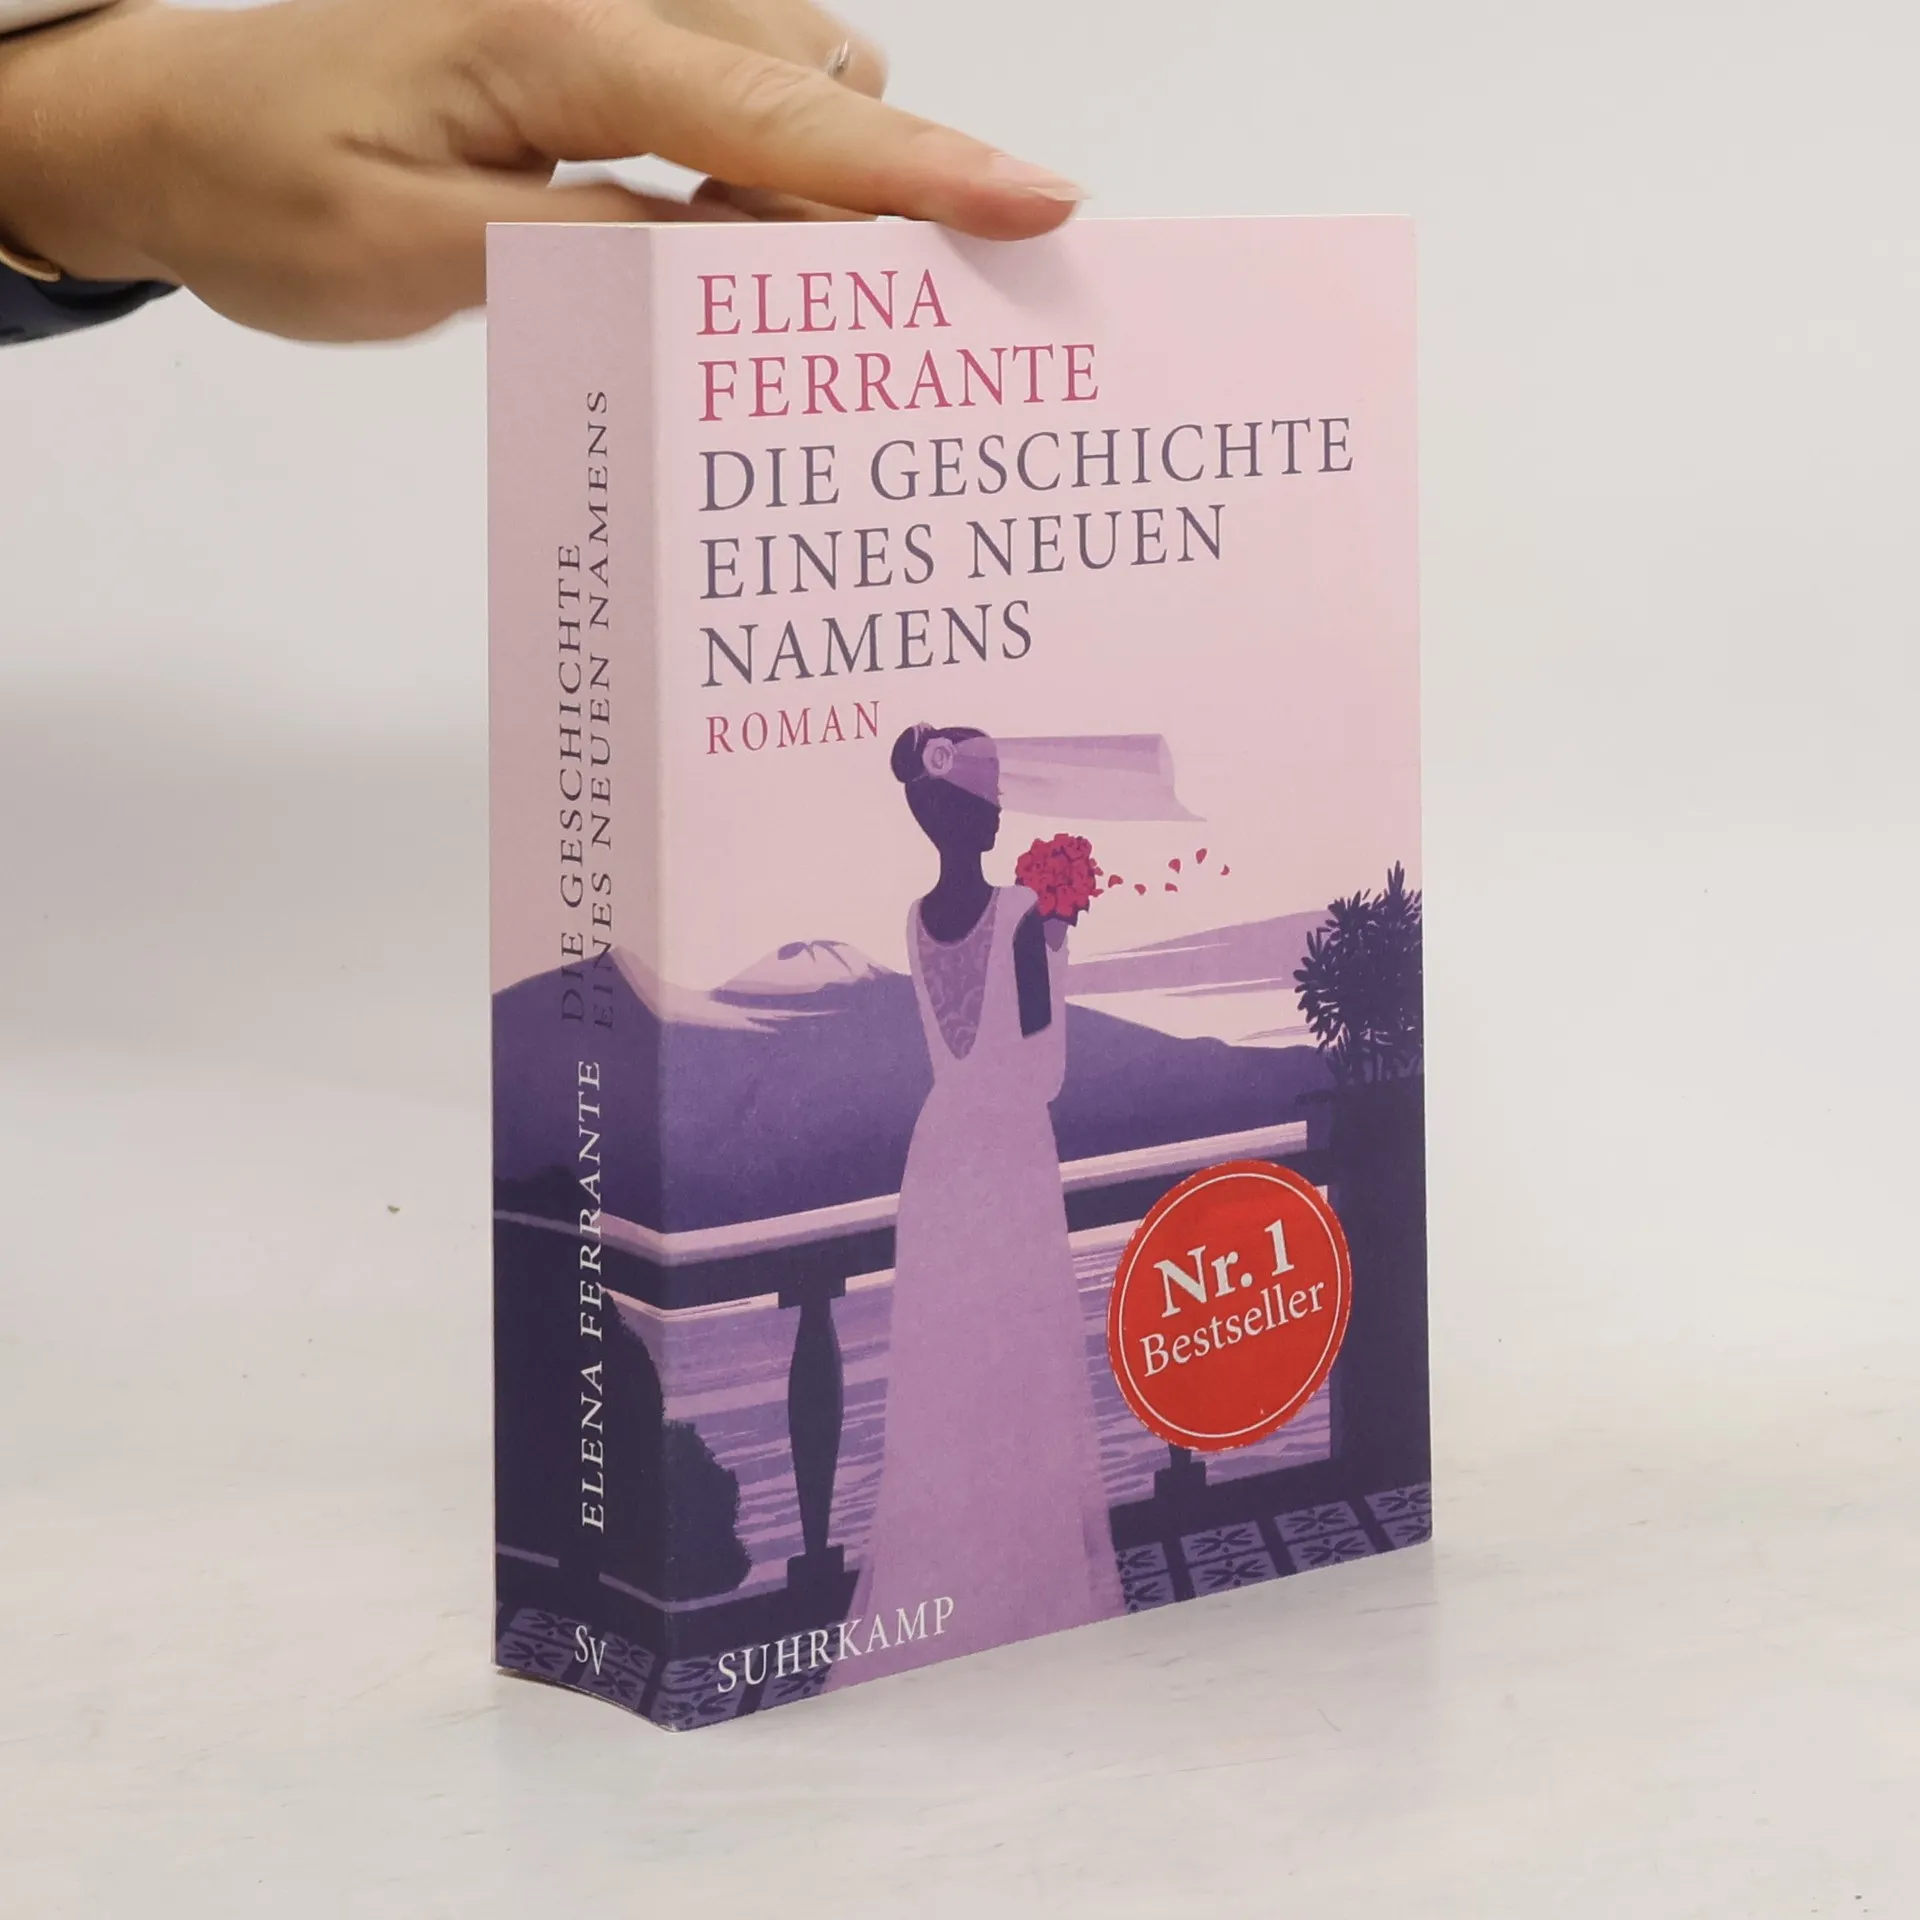 ELENA
FERRANTE
DIE GESCHICHTE
EINES NEUEN
NAMENS
ROMAN
Nr. 1
Bestseller
SUHRKAMP
ELENA FERRANTE
DIE GESCHICHTE
EINES NEUEN NAMENS
SV